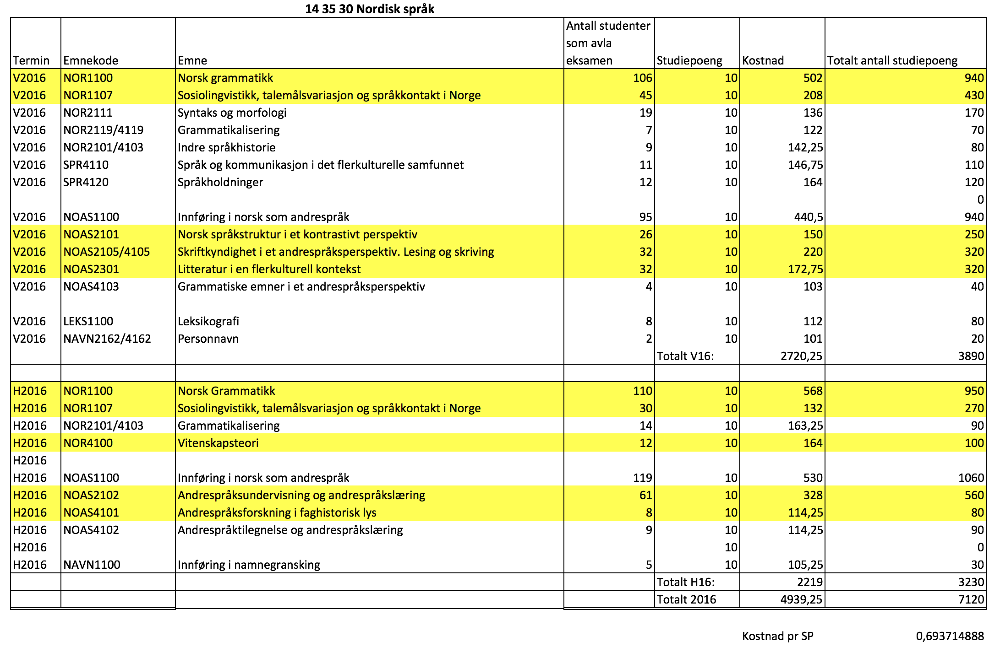 14 35 30 Nordisk språk
Antall studenter
som avla
Termin Emnekode Emne eksamen Studiepoeng Kostnad Totalt antall studiepoeng
V2016 NOR1100 Norsk grammatikk 106 10 502 940
V2016 NOR1107 Sosiolingvistikk, talemålsvariasjon og språkkontakt i Norge 45 10 208 430
V2016 NOR2111 Syntaks og morfologi 19 10 136 170
V2016 NOR2119/4119 Grammatikalisering 7 10 122 70
V2016 NOR2101/4103 Indre språkhistorie 9 10 142,25 80
V2016 SPR4110 Språk og kommunikasjon i det flerkulturelle samfunnet 11 10 146,75 110
V2016 SPR4120 Språkholdninger 12 10 164 120
0
V2016 NOAS1100 Innføring i norsk som andrespråk 95 10 440,5 940
V2016 NOAS2101 Norsk språkstruktur i et kontrastivt perspektiv 26 10 150 250
V2016 NOAS2105/4105 Skriftkyndighet i et andrespråksperspektiv. Lesing og skriving 32 10 220 320
V2016 NOAS2301 Litteratur i en flerkulturell kontekst 32 10 172,75 320
V2016 NOAS4103 Grammatiske emner i et andrespråksperspektiv 4 10 103 40
V2016 LEKS1100 Leksikografi 8 10 112 80
V2016 NAVN2162/4162 Personnavn 2 10 101 20
Totalt V16: 2720,25 3890
H2016 NOR1100 Norsk Grammatikk 110 10 568 950
H2016 NOR1107 Sosiolingvistikk, talemålsvariasjon og språkkontakt i Norge 30 10 132 270
H2016 NOR2101/4103 Grammatikalisering 14 10 163,25 90
H2016 NOR4100 Vitenskapsteori 12 10 164 100
H2016
H2016 NOAS1100 Innføring i norsk som andrespråk 119 10 530 1060
H2016 NOAS2102 Andrespråksundervisning og andrespråkslæring 61 10 328 560
H2016 NOAS4101 Andrespråksforskning i faghistorisk lys 8 10 114,25 80
H2016 NOAS4102 Andrespråktilegnelse og andrespråkslæring 9 10 114,25 90
H2016 10 0
H2016 NAVN1100 Innføring i namnegransking 5 10 105,25 30
Totalt H16: 2219 3230
Totalt 2016 4939,25 7120
Kostnad pr SP 0,693714888